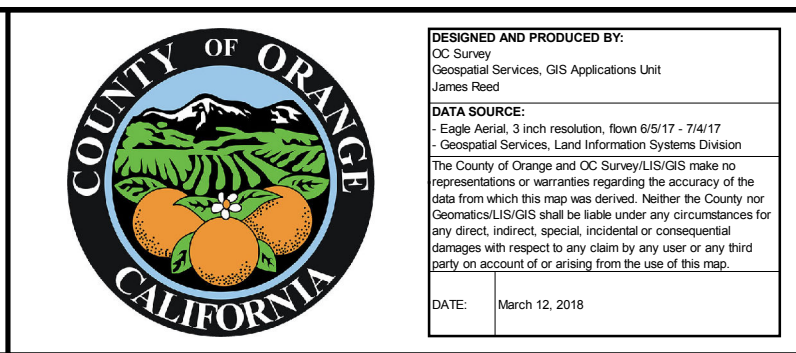 COUNTY OF ORANGE
CALIFORNIA
DESIGNED AND PRODUCED BY:
OC Survey
Geospatial Services, GIS Applications Unit
James Reed
DATA SOURCE:
- Eagle Aerial, 3 inch resolution, flown 6/5/17 - 7/4/17
- Geospatial Services, Land Information Systems Division
The County of Orange and OC Survey/LIS/GIS make no
representations or warranties regarding the accuracy of the
data from which this map was derived. Neither the County nor
Geomatics/LIS/GIS shall be liable under any circumstances for
any direct, indirect, special, incidental or consequential
damages with respect to any claim by any user or any third
party on account of or arising from the use of this map.
DATE: March 12, 2018